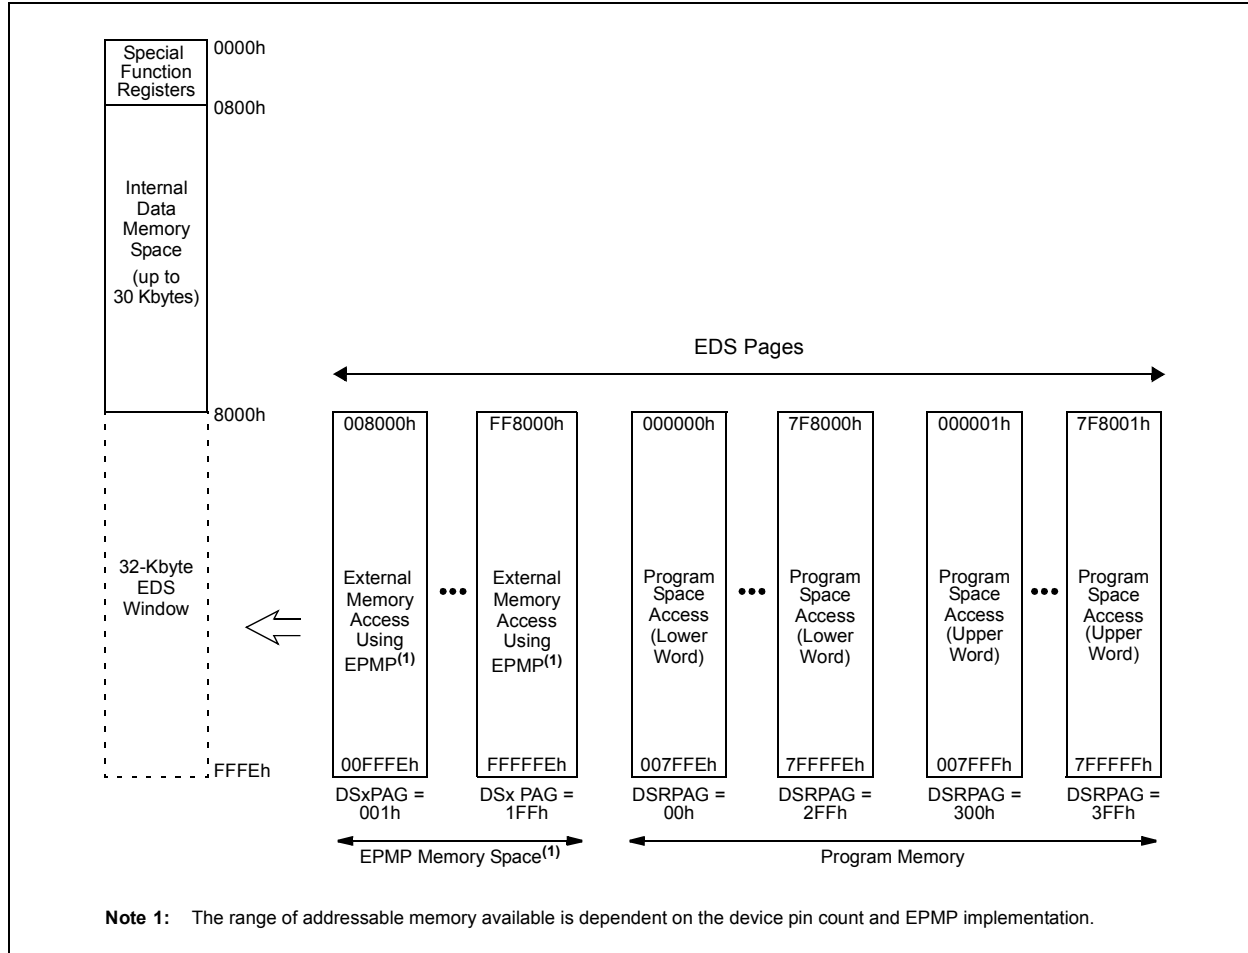 Special
Function
Registers
0000h
0800h
Internal
Data
Memory
Space
(up to
30 Kbytes)
EDS Pages
8000h
008000h
FF8000h
000000h
7F8000h
000001h
7F8001h
32-Kbyte
EDS
Window
External
Memory
Access
Using
EPMP(1)
•••
External
Memory
Access
Using
EPMP(1)
Program
Space
Access
(Lower
Word)
•••
Program
Space
Access
(Lower
Word)
Program
Space
Access
(Upper
Word)
•••
Program
Space
Access
(Upper
Word)
FFFEh
00FFFEh
FFFFFEh
007FFEh
7FFFFEh
007FFFh
7FFFFFh
DSxPAG =
001h
DSx PAG =
1FFh
DSRPAG =
00h
DSRPAG =
2FFh
DSRPAG =
300h
DSRPAG =
3FFh
EPMP Memory Space(1)
Program Memory
Note 1: The range of addressable memory available is dependent on the device pin count and EPMP implementation.